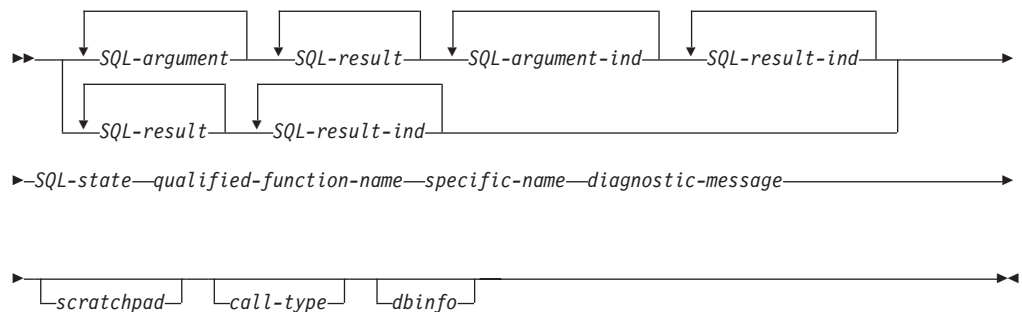 SQL-argument SQL-result SQL-argument-ind SQL-result-ind
SQL-result SQL-result-ind
SQL-state qualified-function-name specific-name diagnostic-message
scratchpad call-type dbinfo